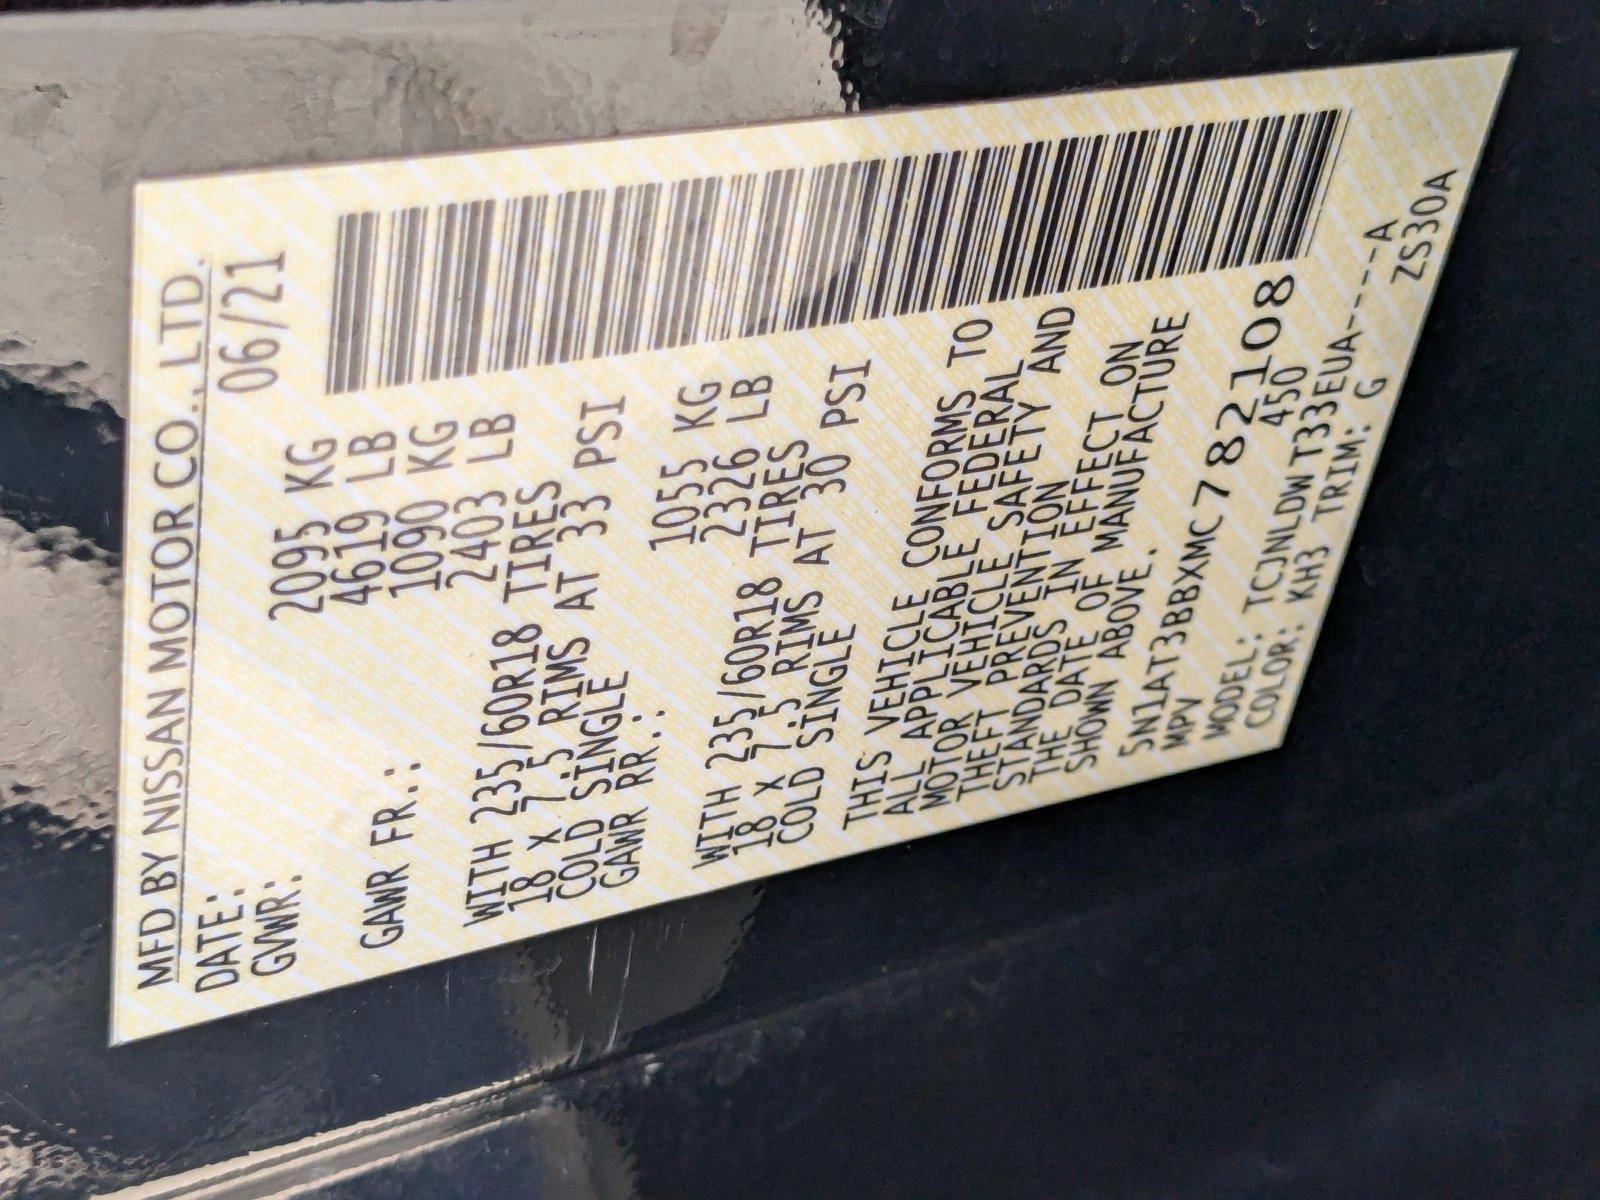 MFD BY NISSAN MOTOR CO., LTD.
DATE: 06/21
GVWR: 2095 KG
4619 LB
GAWR FR.: 1090 KG
2403 LB
WITH 235/60R18 TIRES
18 X 7.5 RIMS AT 33 PSI
COLD SINGLE
GAWR RR.: 1055 KG
2326 LB
WITH 235/60R18 TIRES
18 X 7.5 RIMS AT 30 PSI
COLD SINGLE
THIS VEHICLE CONFORMS TO
ALL APPLICABLE FEDERAL
MOTOR VEHICLE SAFETY AND
THEFT PREVENTION
STANDARDS IN EFFECT ON
THE DATE OF MANUFACTURE
SHOWN ABOVE.
5N1AT3BBXMC782108
MPV 450
MODEL: TCJNLDWT33EUA-----A
COLOR: KH3 TRIM: G ZS30A